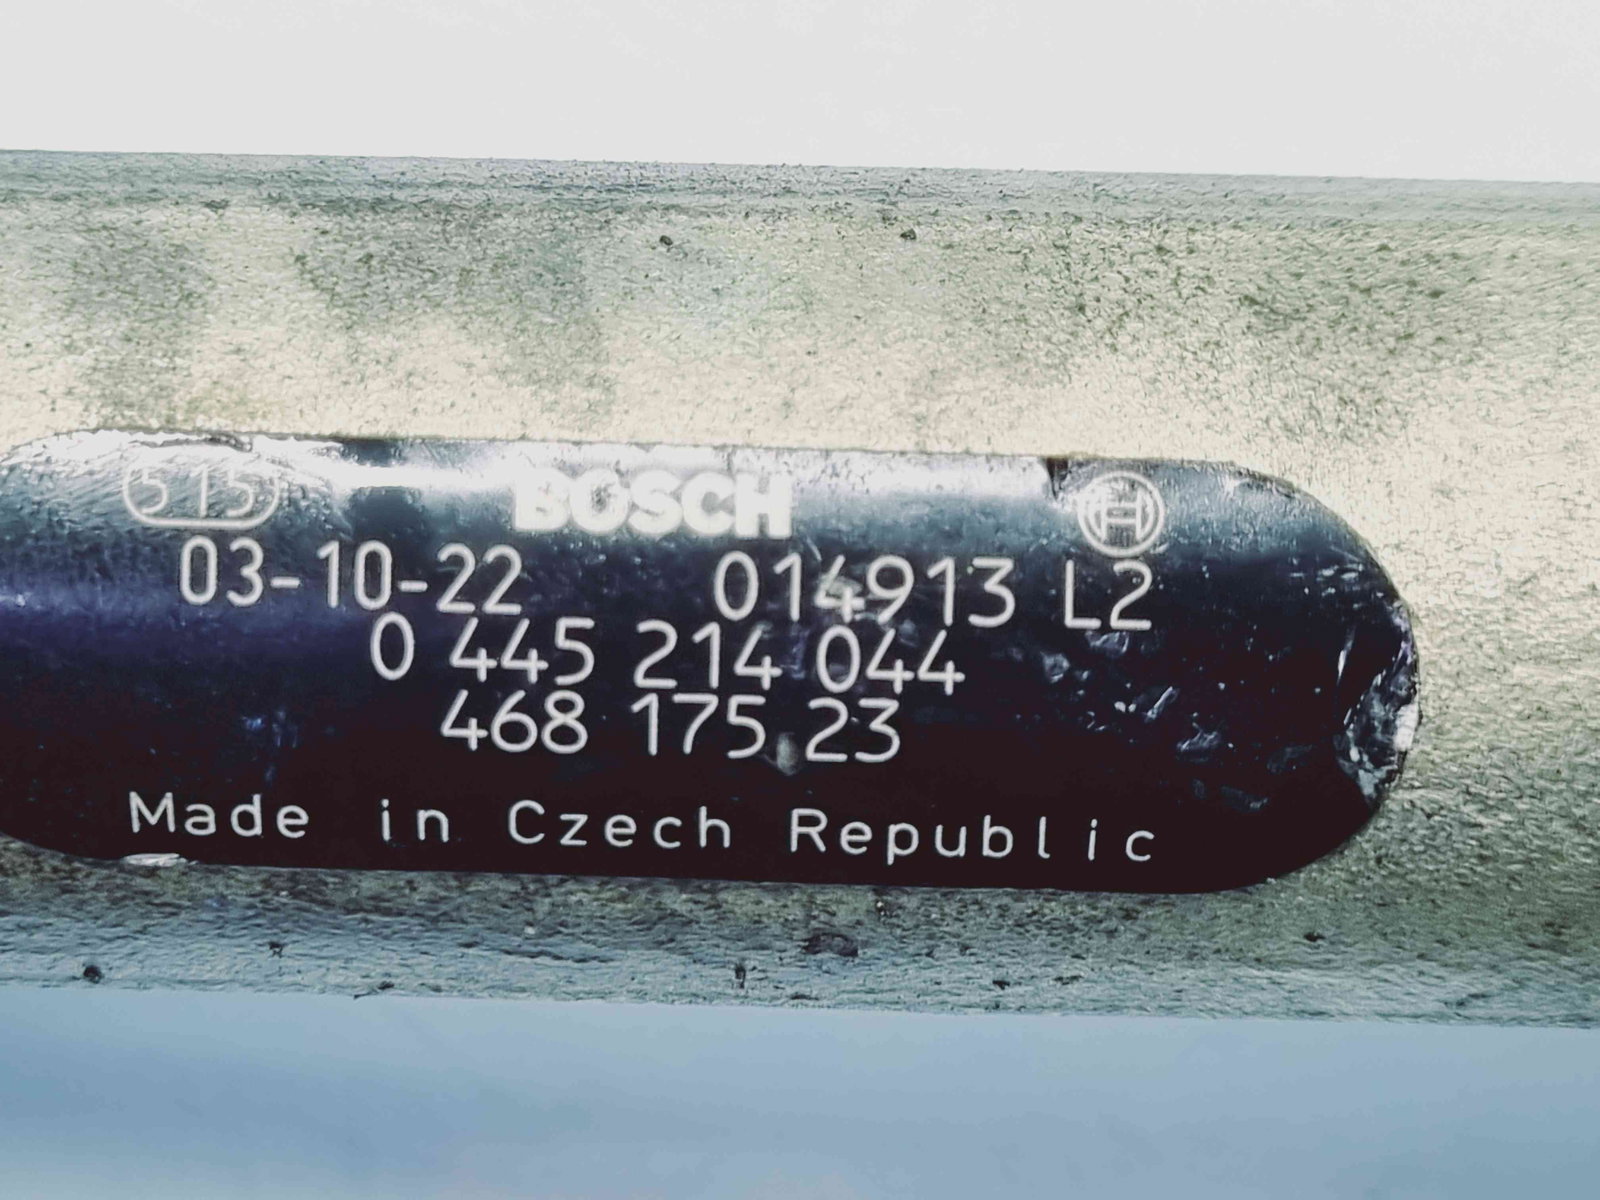 515 BOSCH
03-10-22 014913 L2
0 445 214 044
468 175 23
Made in Czech Republic